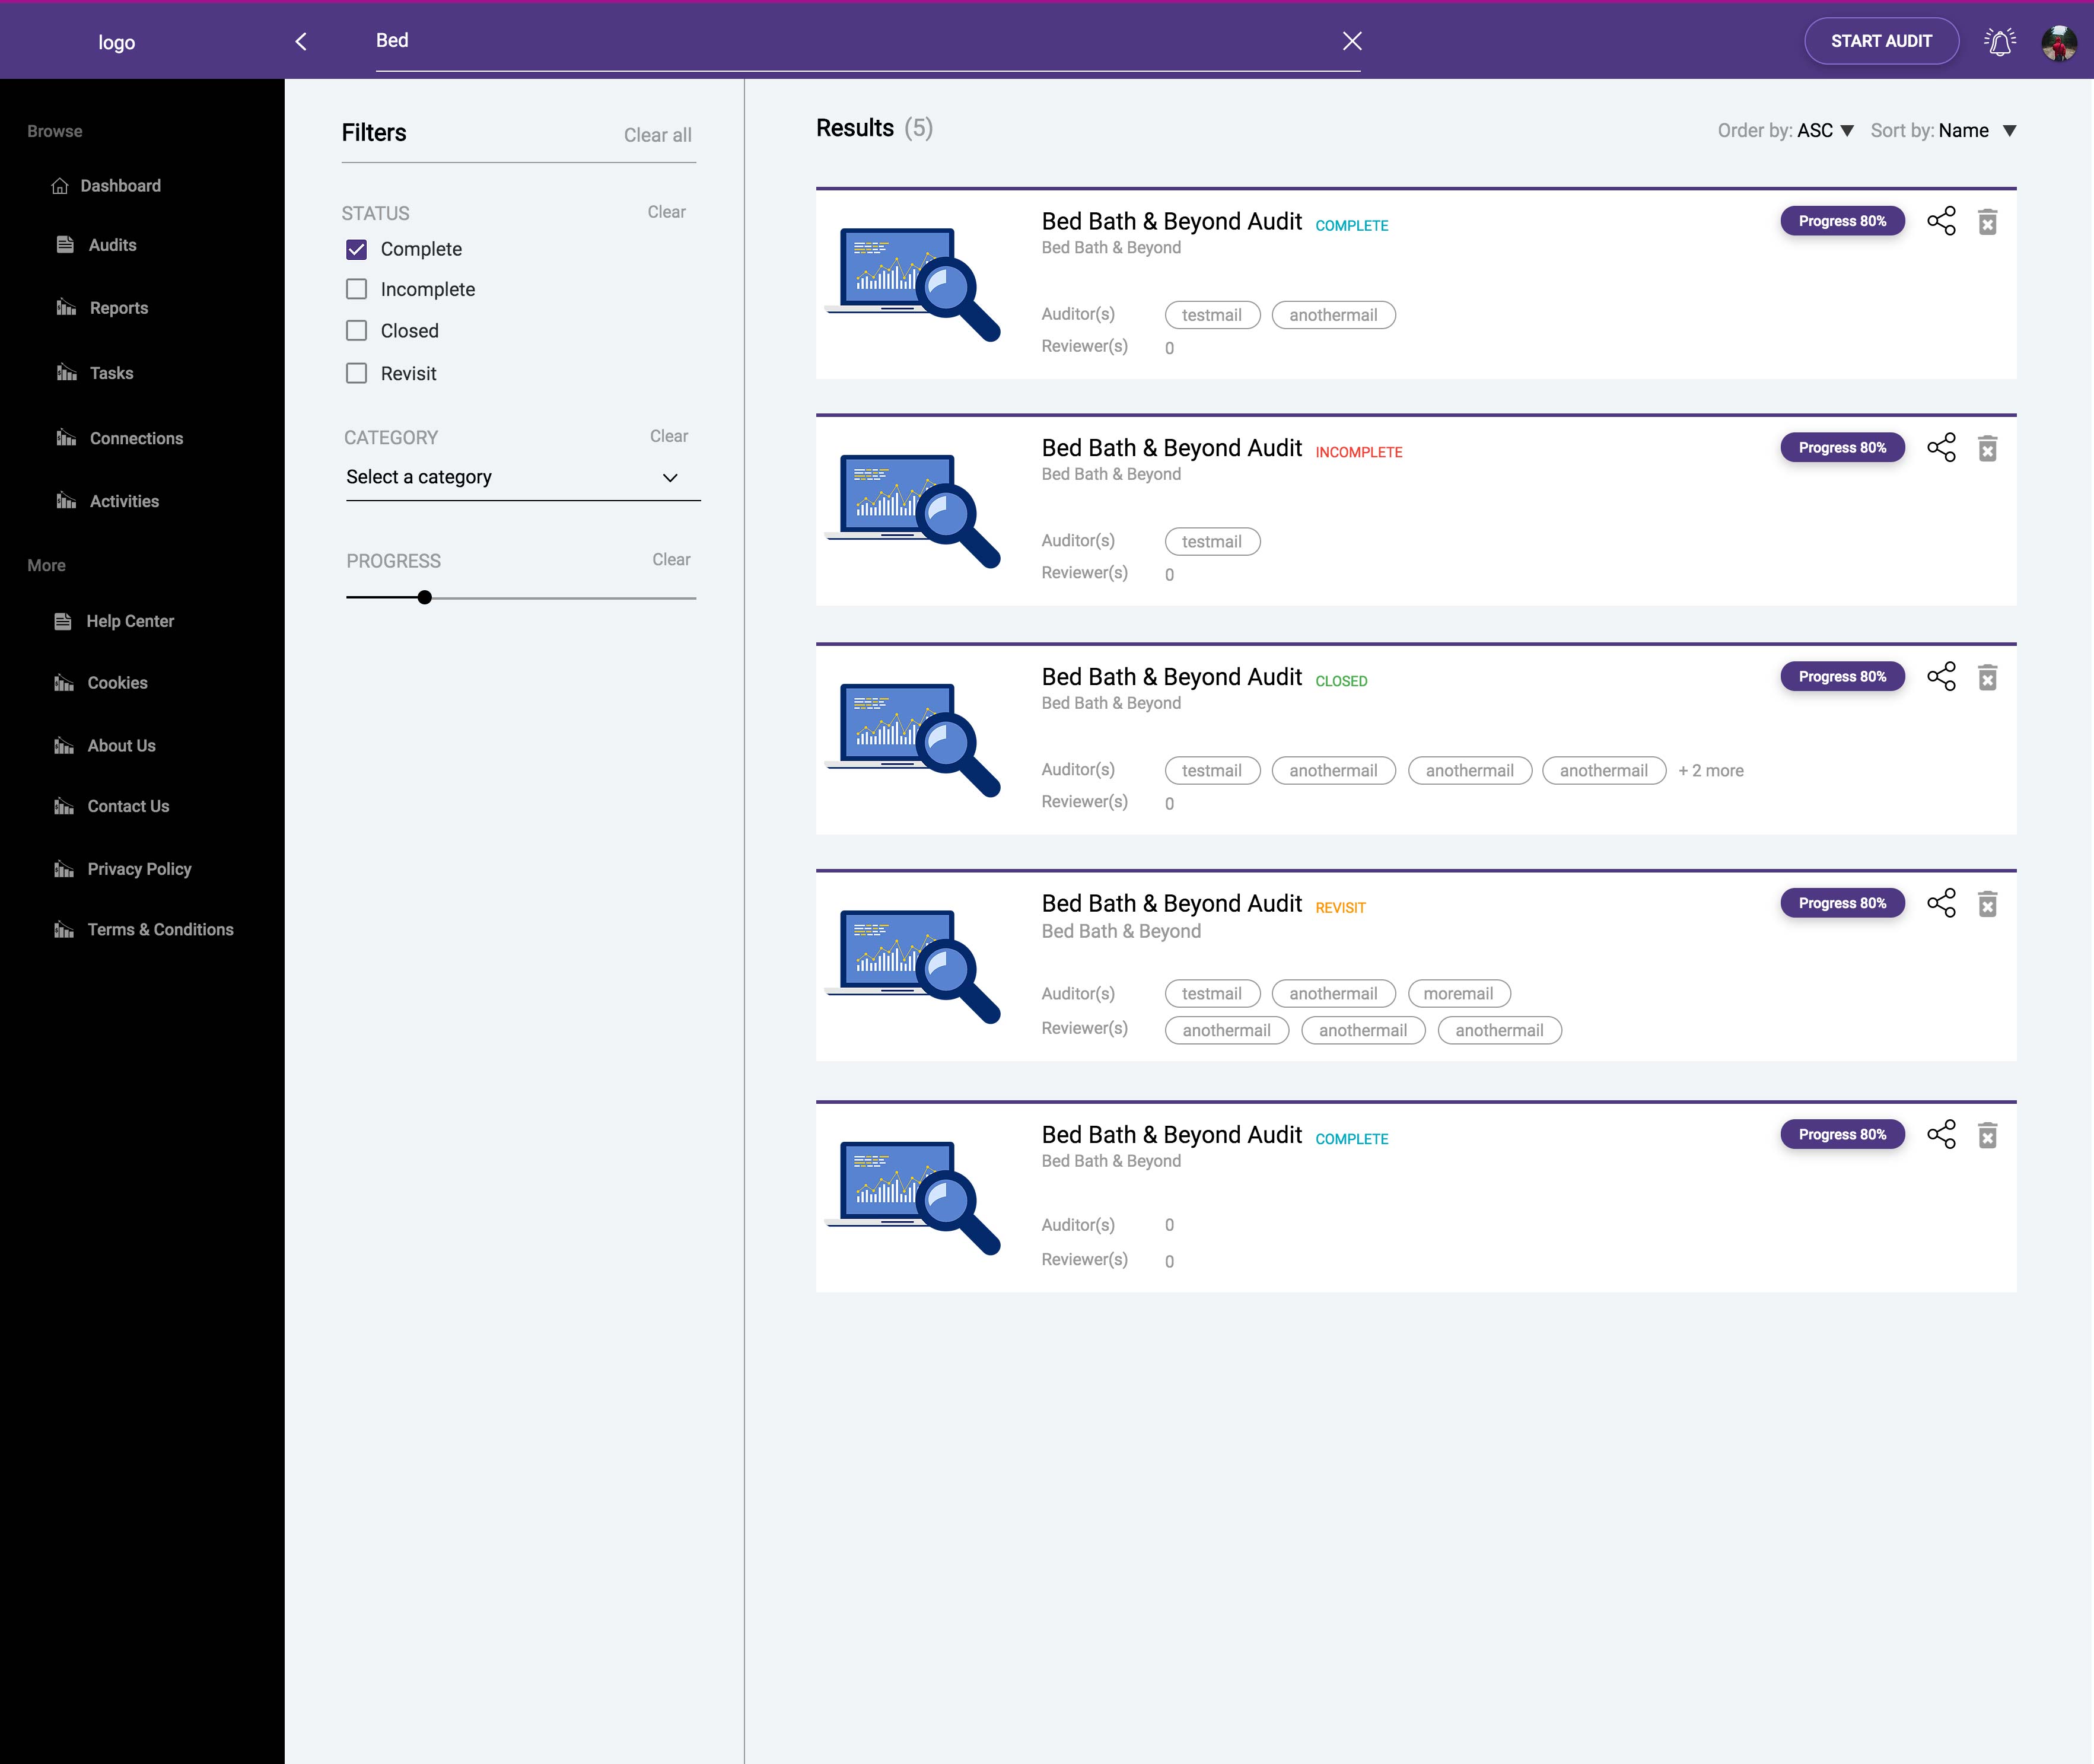 logo
Bed
START AUDIT
Browse
Dashboard
Audits
Reports
Tasks
Connections
Activities
More
Help Center
Cookies
About Us
Contact Us
Privacy Policy
Terms & Conditions
Filters
Clear all
STATUS
Clear
Complete
Incomplete
Closed
Revisit
CATEGORY
Clear
Select a category
PROGRESS
Clear
Results (5)
Order by: ASC
Sort by: Name
Bed Bath & Beyond Audit COMPLETE
Progress 80%
Bed Bath & Beyond
Auditor(s) testmail anothermail
Reviewer(s) 0
Bed Bath & Beyond Audit INCOMPLETE
Progress 80%
Bed Bath & Beyond
Auditor(s) testmail
Reviewer(s) 0
Bed Bath & Beyond Audit CLOSED
Progress 80%
Bed Bath & Beyond
Auditor(s) testmail anothermail anothermail anothermail + 2 more
Reviewer(s) 0
Bed Bath & Beyond Audit REVISIT
Progress 80%
Bed Bath & Beyond
Auditor(s) testmail anothermail moremail
Reviewer(s) anothermail anothermail anothermail
Bed Bath & Beyond Audit COMPLETE
Progress 80%
Bed Bath & Beyond
Auditor(s) 0
Reviewer(s) 0